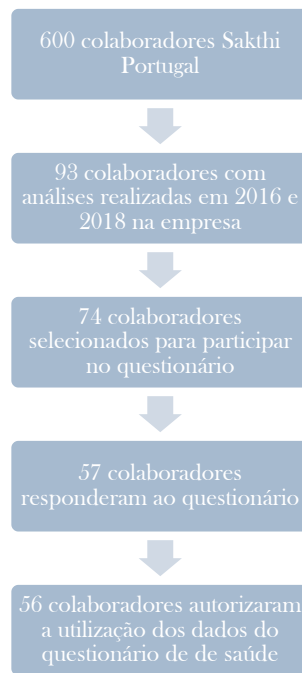 600 colaboradores Sakthi
Portugal
93 colaboradores com
análises realizadas em 2016 e
2018 na empresa
74 colaboradores
selecionados para participar
no questionário
57 colaboradores
responderam ao questionário
56 colaboradores autorizaram
a utilização dos dados do
questionário de de saúde